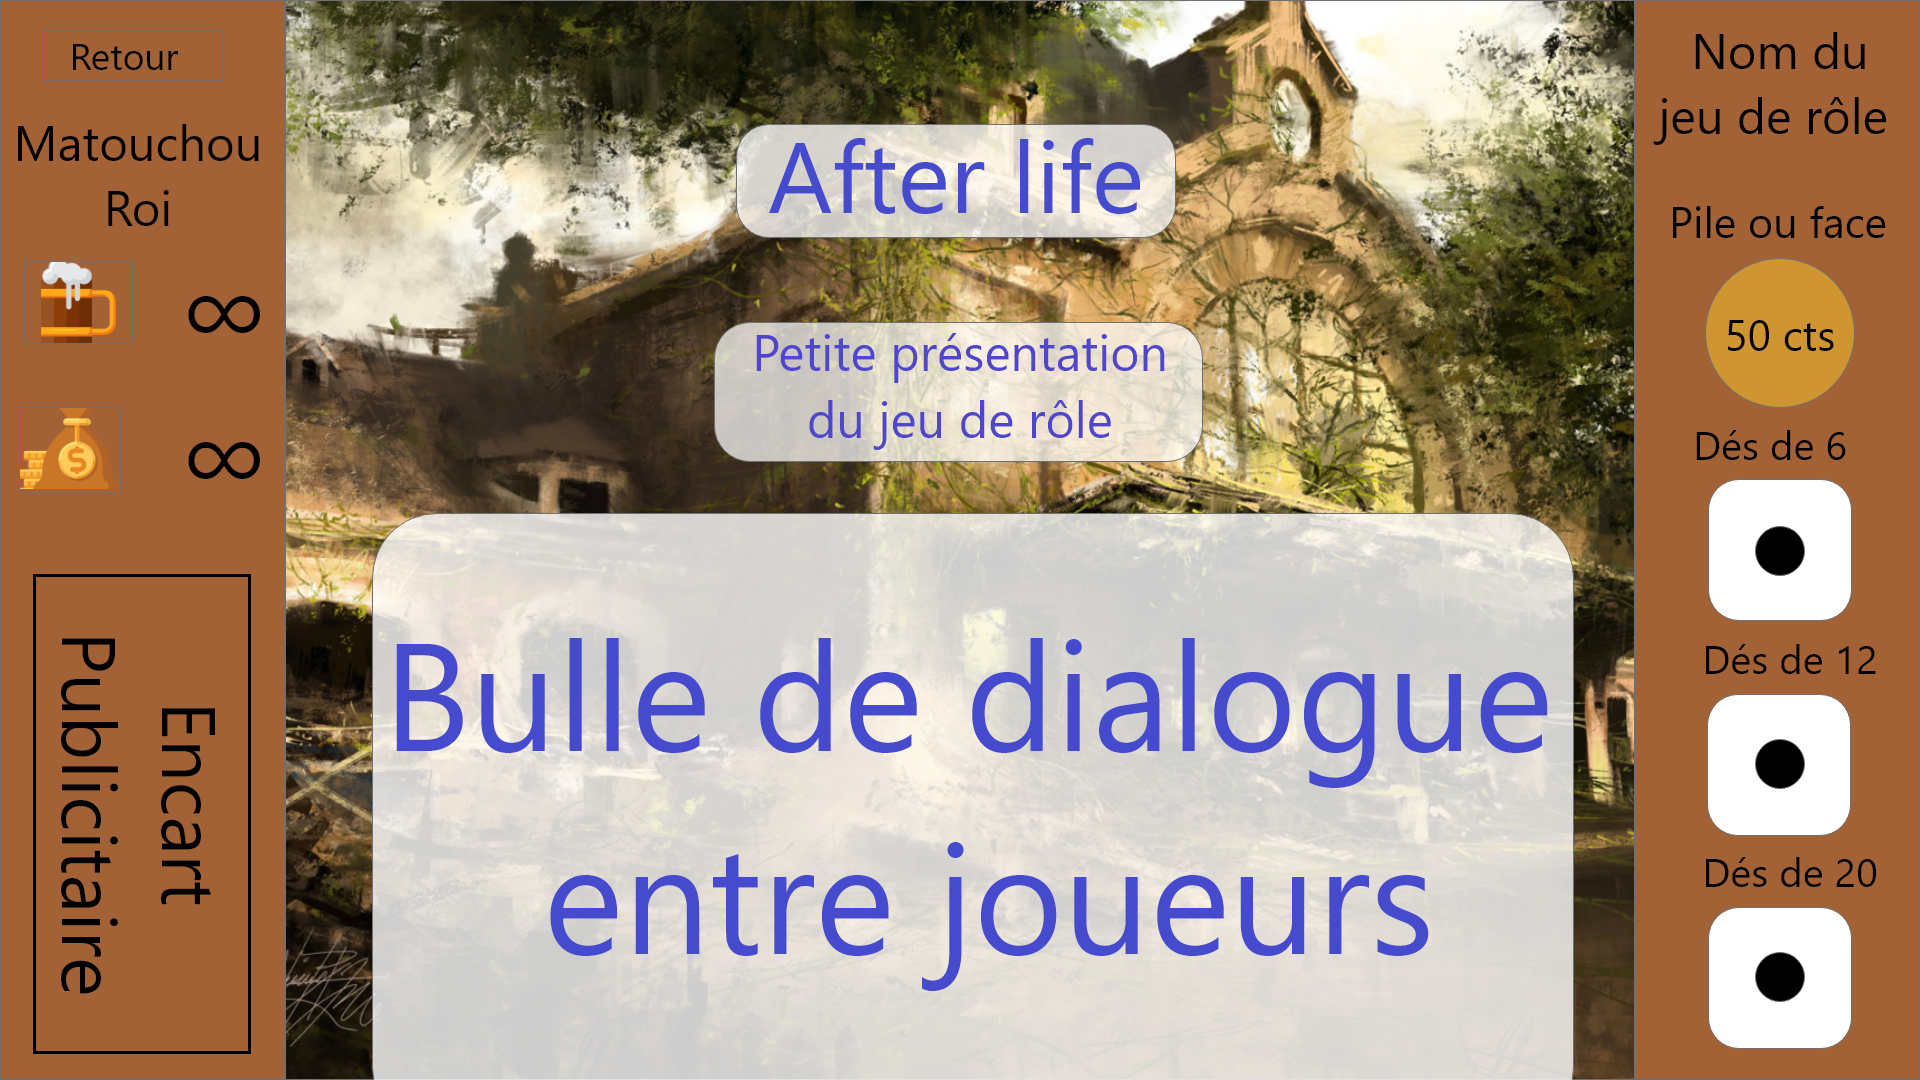 Retour
Matouchou
Roi
∞
∞
Encart
Publicitaire
After life
Petite présentation
du jeu de rôle
Bulle de dialogue
entre joueurs
Nom du
jeu de rôle
Pile ou face
50 cts
Dés de 6
Dés de 12
Dés de 20